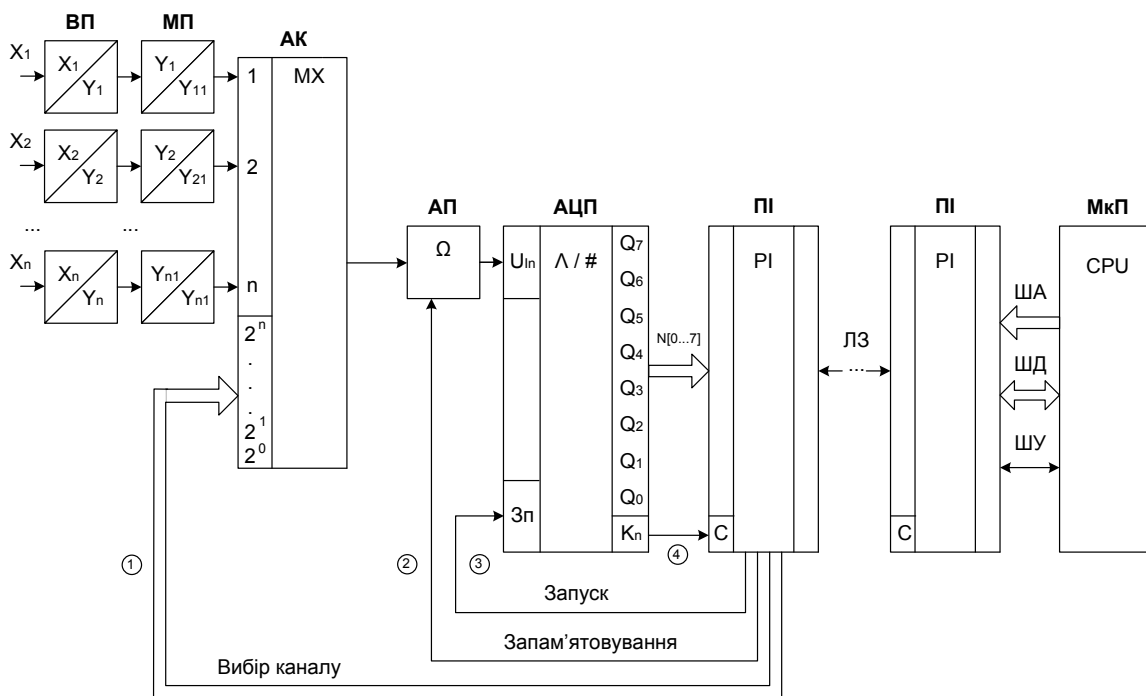 ВП
МП
АК
X1
X1
Y1
Y1
Y11
1
MX
X2
X2
Y2
Y2
Y21
2
...
...
Xn
Xn
Yn
Yn1
Yn1
n
2n
.
.
.
21
20
АП
Ω
АЦП
UIn
Λ / #
Q7
Q6
Q5
Q4
Q3
Q2
Q1
Q0
Зп
Kn
N[0...7]
ПІ
PI
C
ЛЗ
...
ПІ
PI
C
ША
ШД
ШУ
МкП
CPU
1
2
3
4
Запуск
Запам’ятовування
Вибір каналу